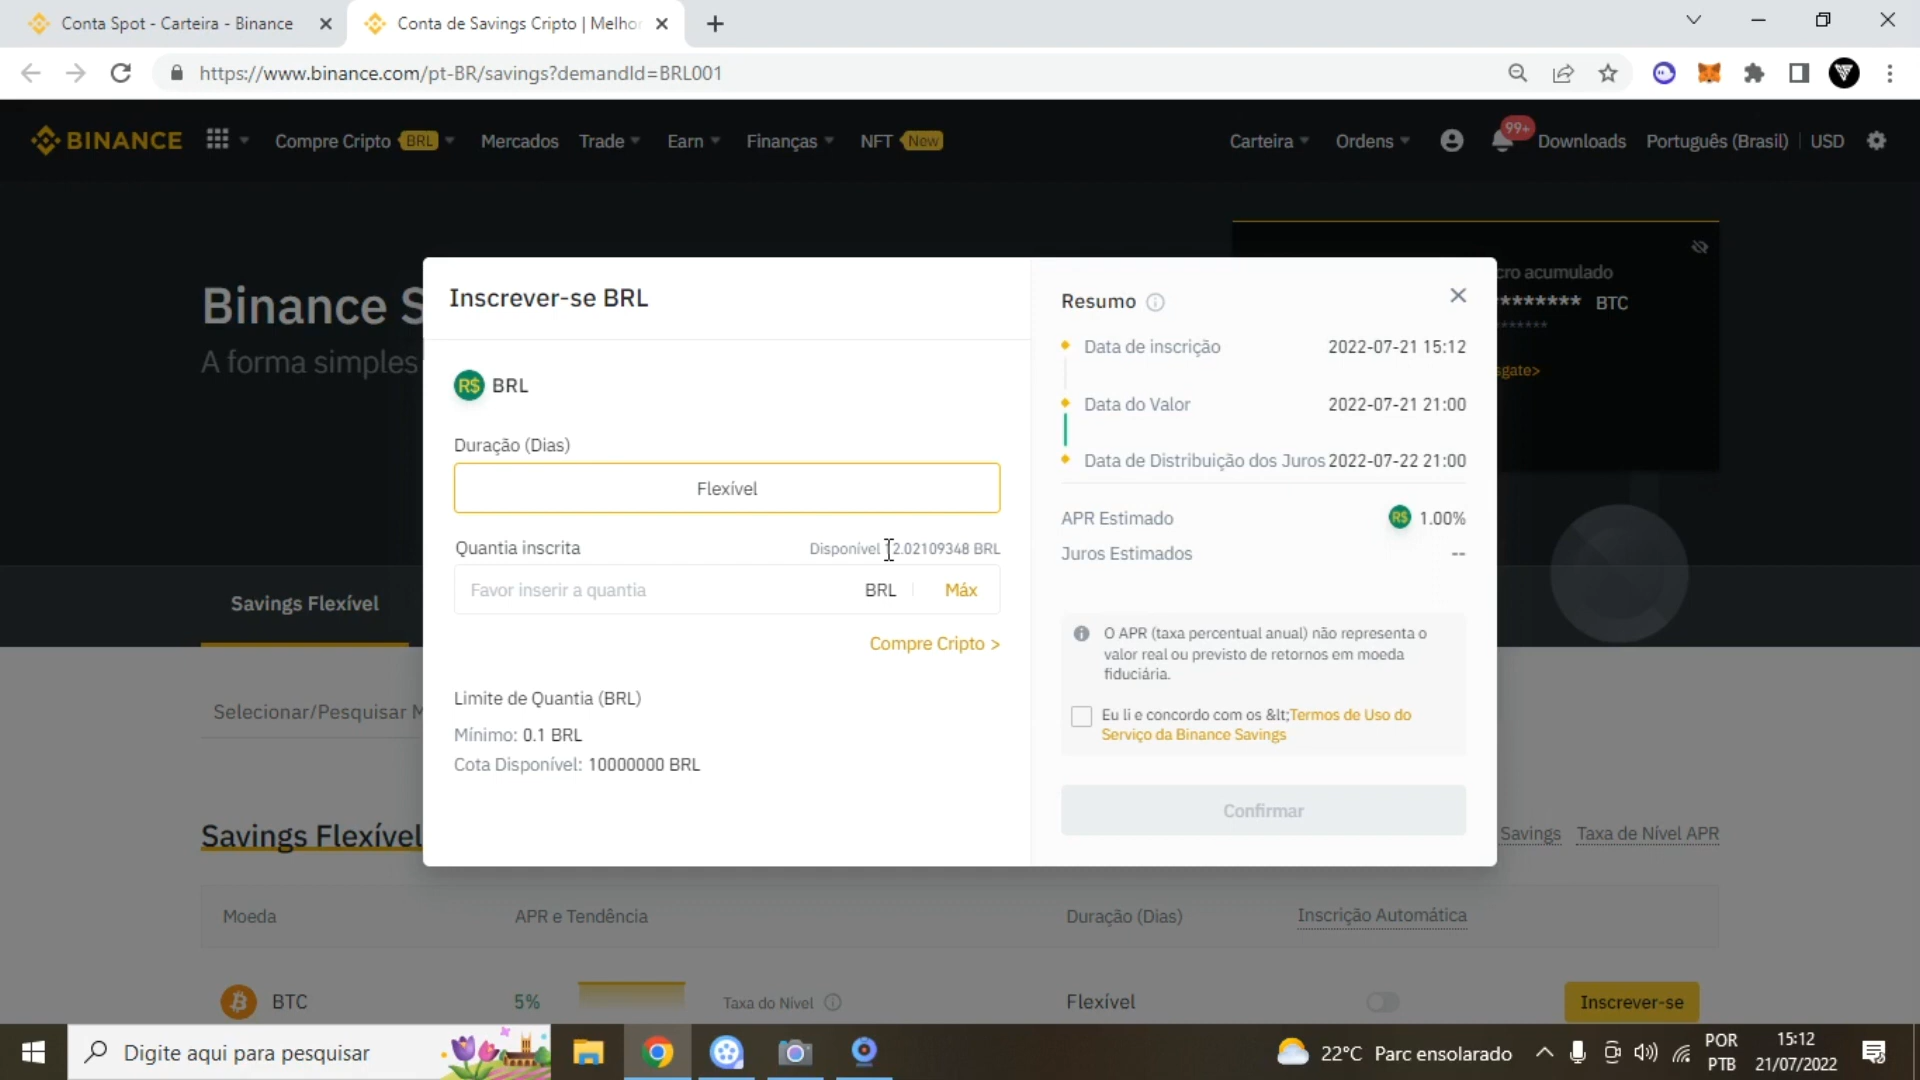 Conta Spot - Carteira - Binance
Conta de Savings Cripto | Melho
https://www.binance.com/pt-BR/savings?demandId=BRL001
BINANCE
Compre Cripto BRL
Mercados
Trade
Earn
Finanças
NFT New
Carteira
Ordens
99+
Downloads
Português (Brasil)
USD
Binance S
A forma simples
cro acumulado
******** BTC
*******
sgate>
Inscrever-se BRL
R$ BRL
Duração (Dias)
Flexível
Quantia inscrita
Disponível 12.02109348 BRL
Favor inserir a quantia
BRL
Máx
Compre Cripto >
Limite de Quantia (BRL)
Mínimo: 0.1 BRL
Cota Disponível: 10000000 BRL
Resumo
Data de inscrição 2022-07-21 15:12
Data do Valor 2022-07-21 21:00
Data de Distribuição dos Juros 2022-07-22 21:00
APR Estimado R$ 1.00%
Juros Estimados --
O APR (taxa percentual anual) não representa o
valor real ou previsto de retornos em moeda
fiduciária.
Eu li e concordo com os &lt;Termos de Uso do
Serviço da Binance Savings
Confirmar
Savings Flexível
Selecionar/Pesquisar M
Savings Flexível
Savings
Taxa de Nível APR
Moeda
APR e Tendência
Duração (Dias)
Inscrição Automática
BTC
5%
Taxa do Nível
Flexível
Inscrever-se
Digite aqui para pesquisar
22°C Parc ensolarado
POR
PTB
15:12
21/07/2022